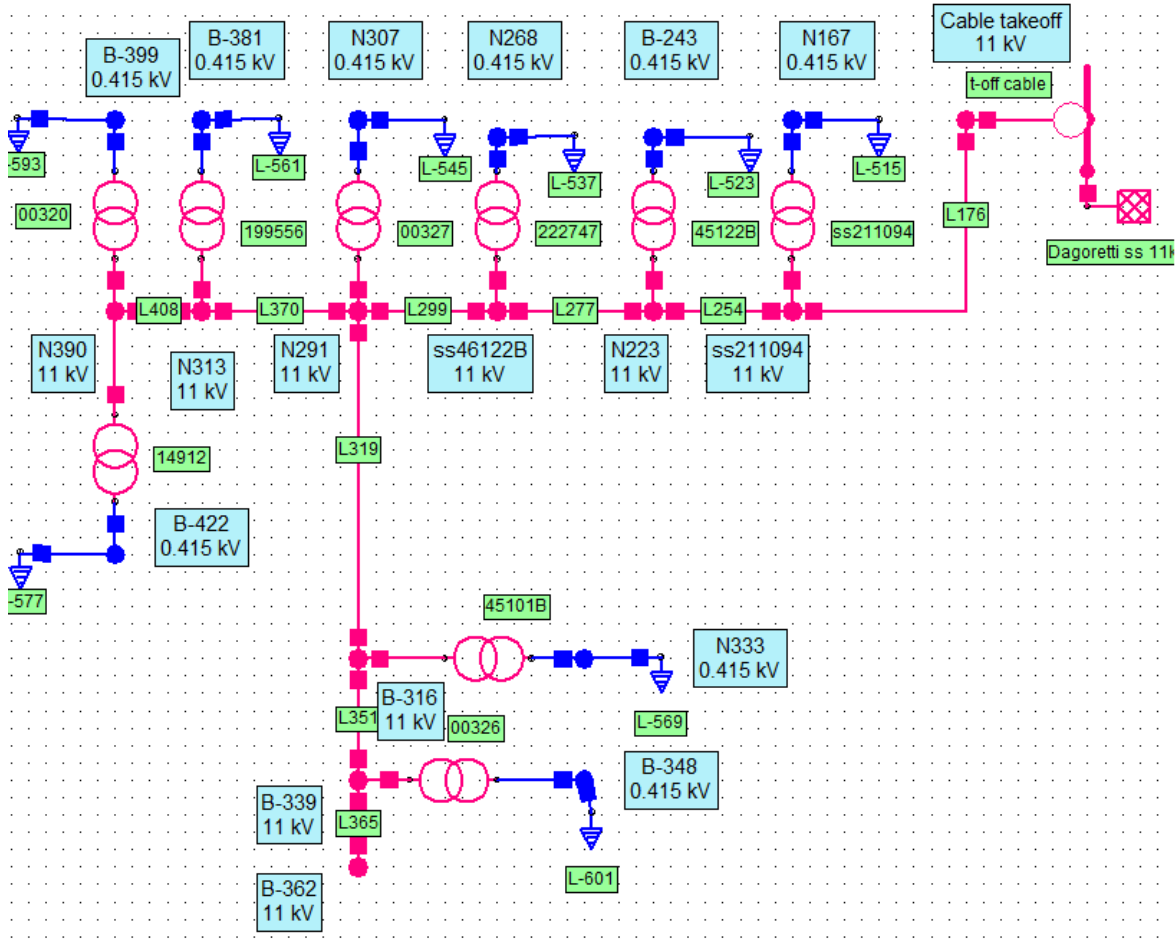 B-399
0.415 kV
B-381
0.415 kV
N307
0.415 kV
N268
0.415 kV
B-243
0.415 kV
N167
0.415 kV
Cable takeoff
11 kV
t-off cable
-593
L-561
L-545
L-537
L-523
L-515
00320
199556
00327
222747
45122B
ss211094
L176
Dagoretti ss 11k
L408
L370
L299
L277
L254
N390
11 kV
N313
11 kV
N291
11 kV
ss46122B
11 kV
N223
11 kV
ss211094
11 kV
14912
L319
B-422
0.415 kV
-577
45101B
N333
0.415 kV
B-316
11 kV
L351
00326
L-569
B-348
0.415 kV
B-339
11 kV
L365
L-601
B-362
11 kV